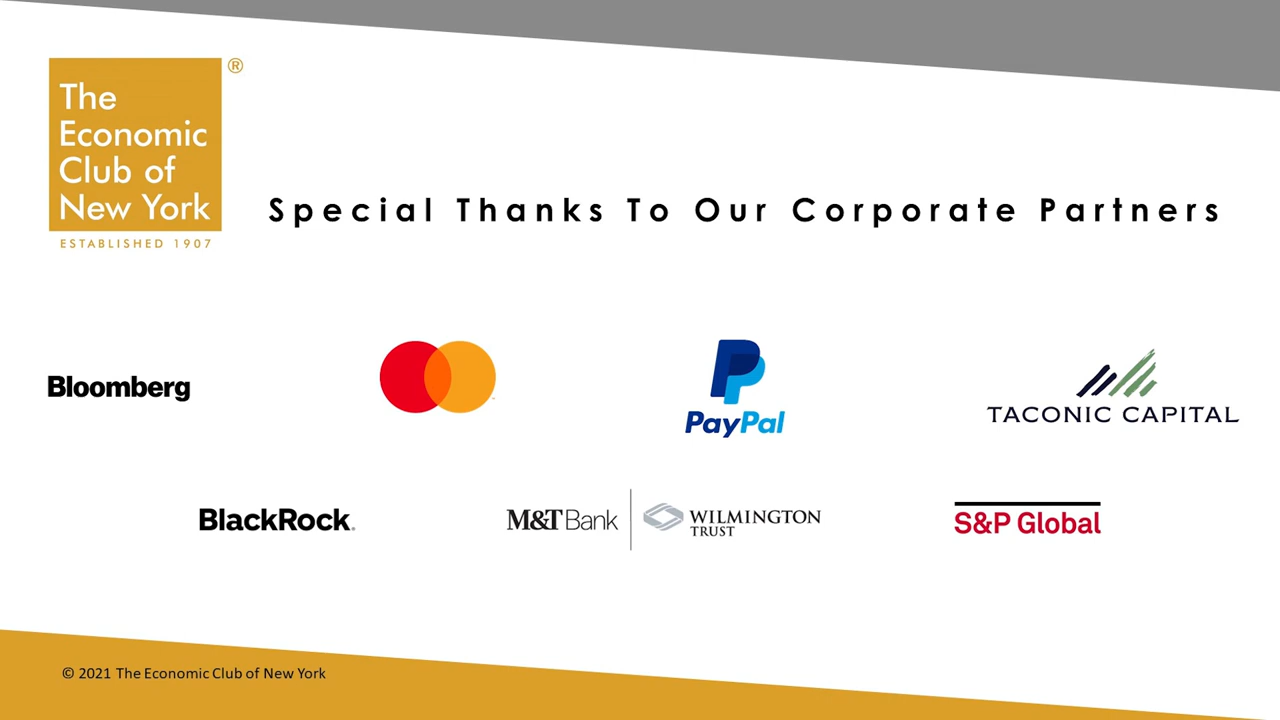 The
Economic
Club of
New York
®
ESTABLISHED 1907
Special Thanks To Our Corporate Partners
Bloomberg
PayPal
TACONIC CAPITAL
BlackRock.
M&T Bank
WILMINGTON
TRUST
S&P Global
© 2021 The Economic Club of New York